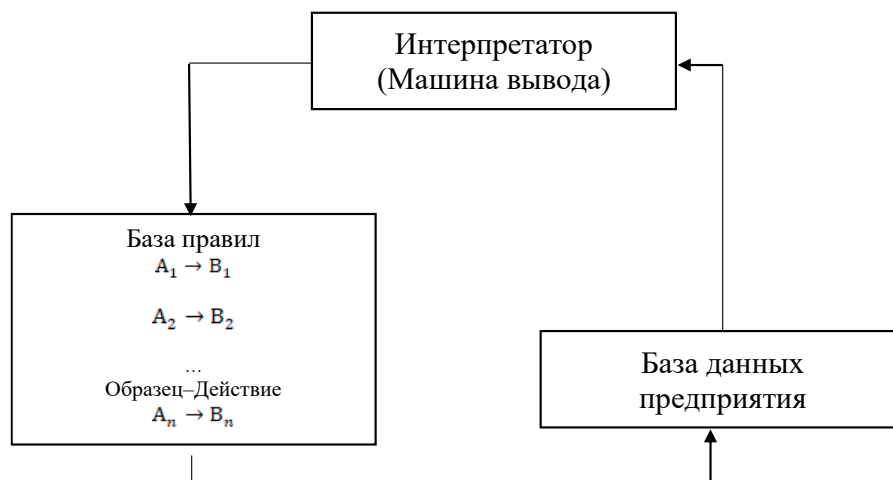 Интерпретатор
(Машина вывода)
База правил
A₁ → B₁
A₂ → B₂
...
Образец–Действие
Aₙ → Bₙ
База данных
предприятия